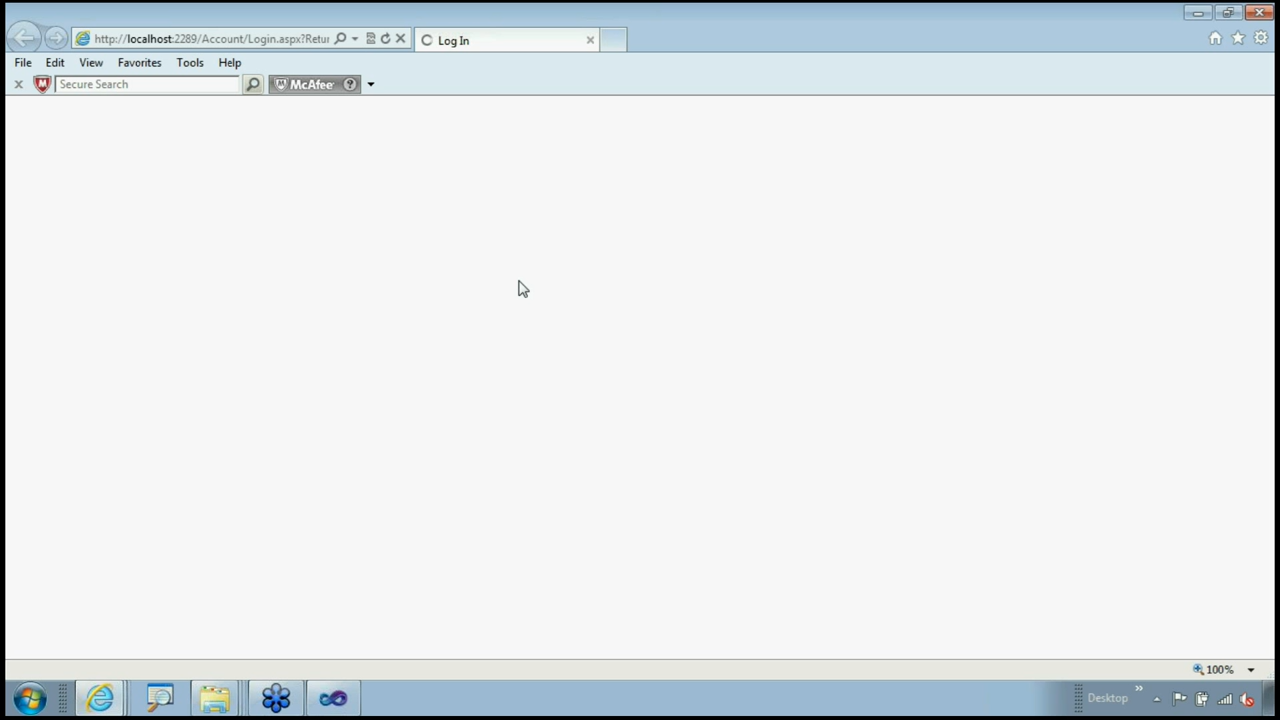 http://localhost:2289/Account/Login.aspx?Retur
Log In
File Edit View Favorites Tools Help
Secure Search
McAfee
100%
Desktop